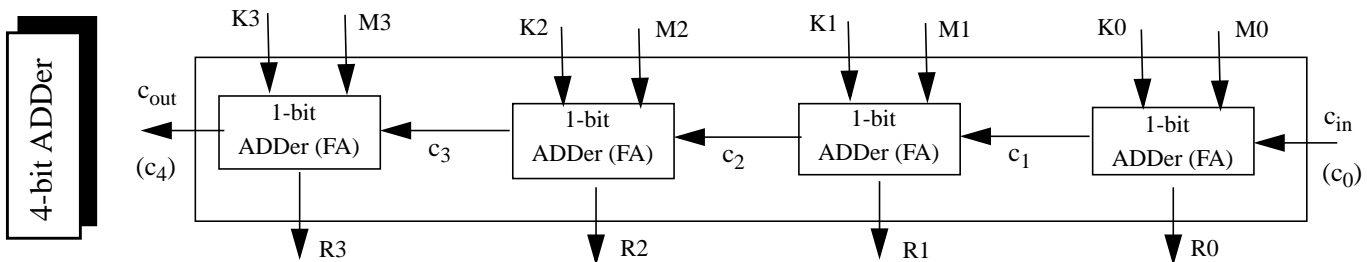 4-bit ADDer
K3 M3 K2 M2 K1 M1 K0 M0
c_out
(c_4)
1-bit
ADDer (FA)
c_3
1-bit
ADDer (FA)
c_2
1-bit
ADDer (FA)
c_1
1-bit
ADDer (FA)
c_in
(c_0)
R3 R2 R1 R0